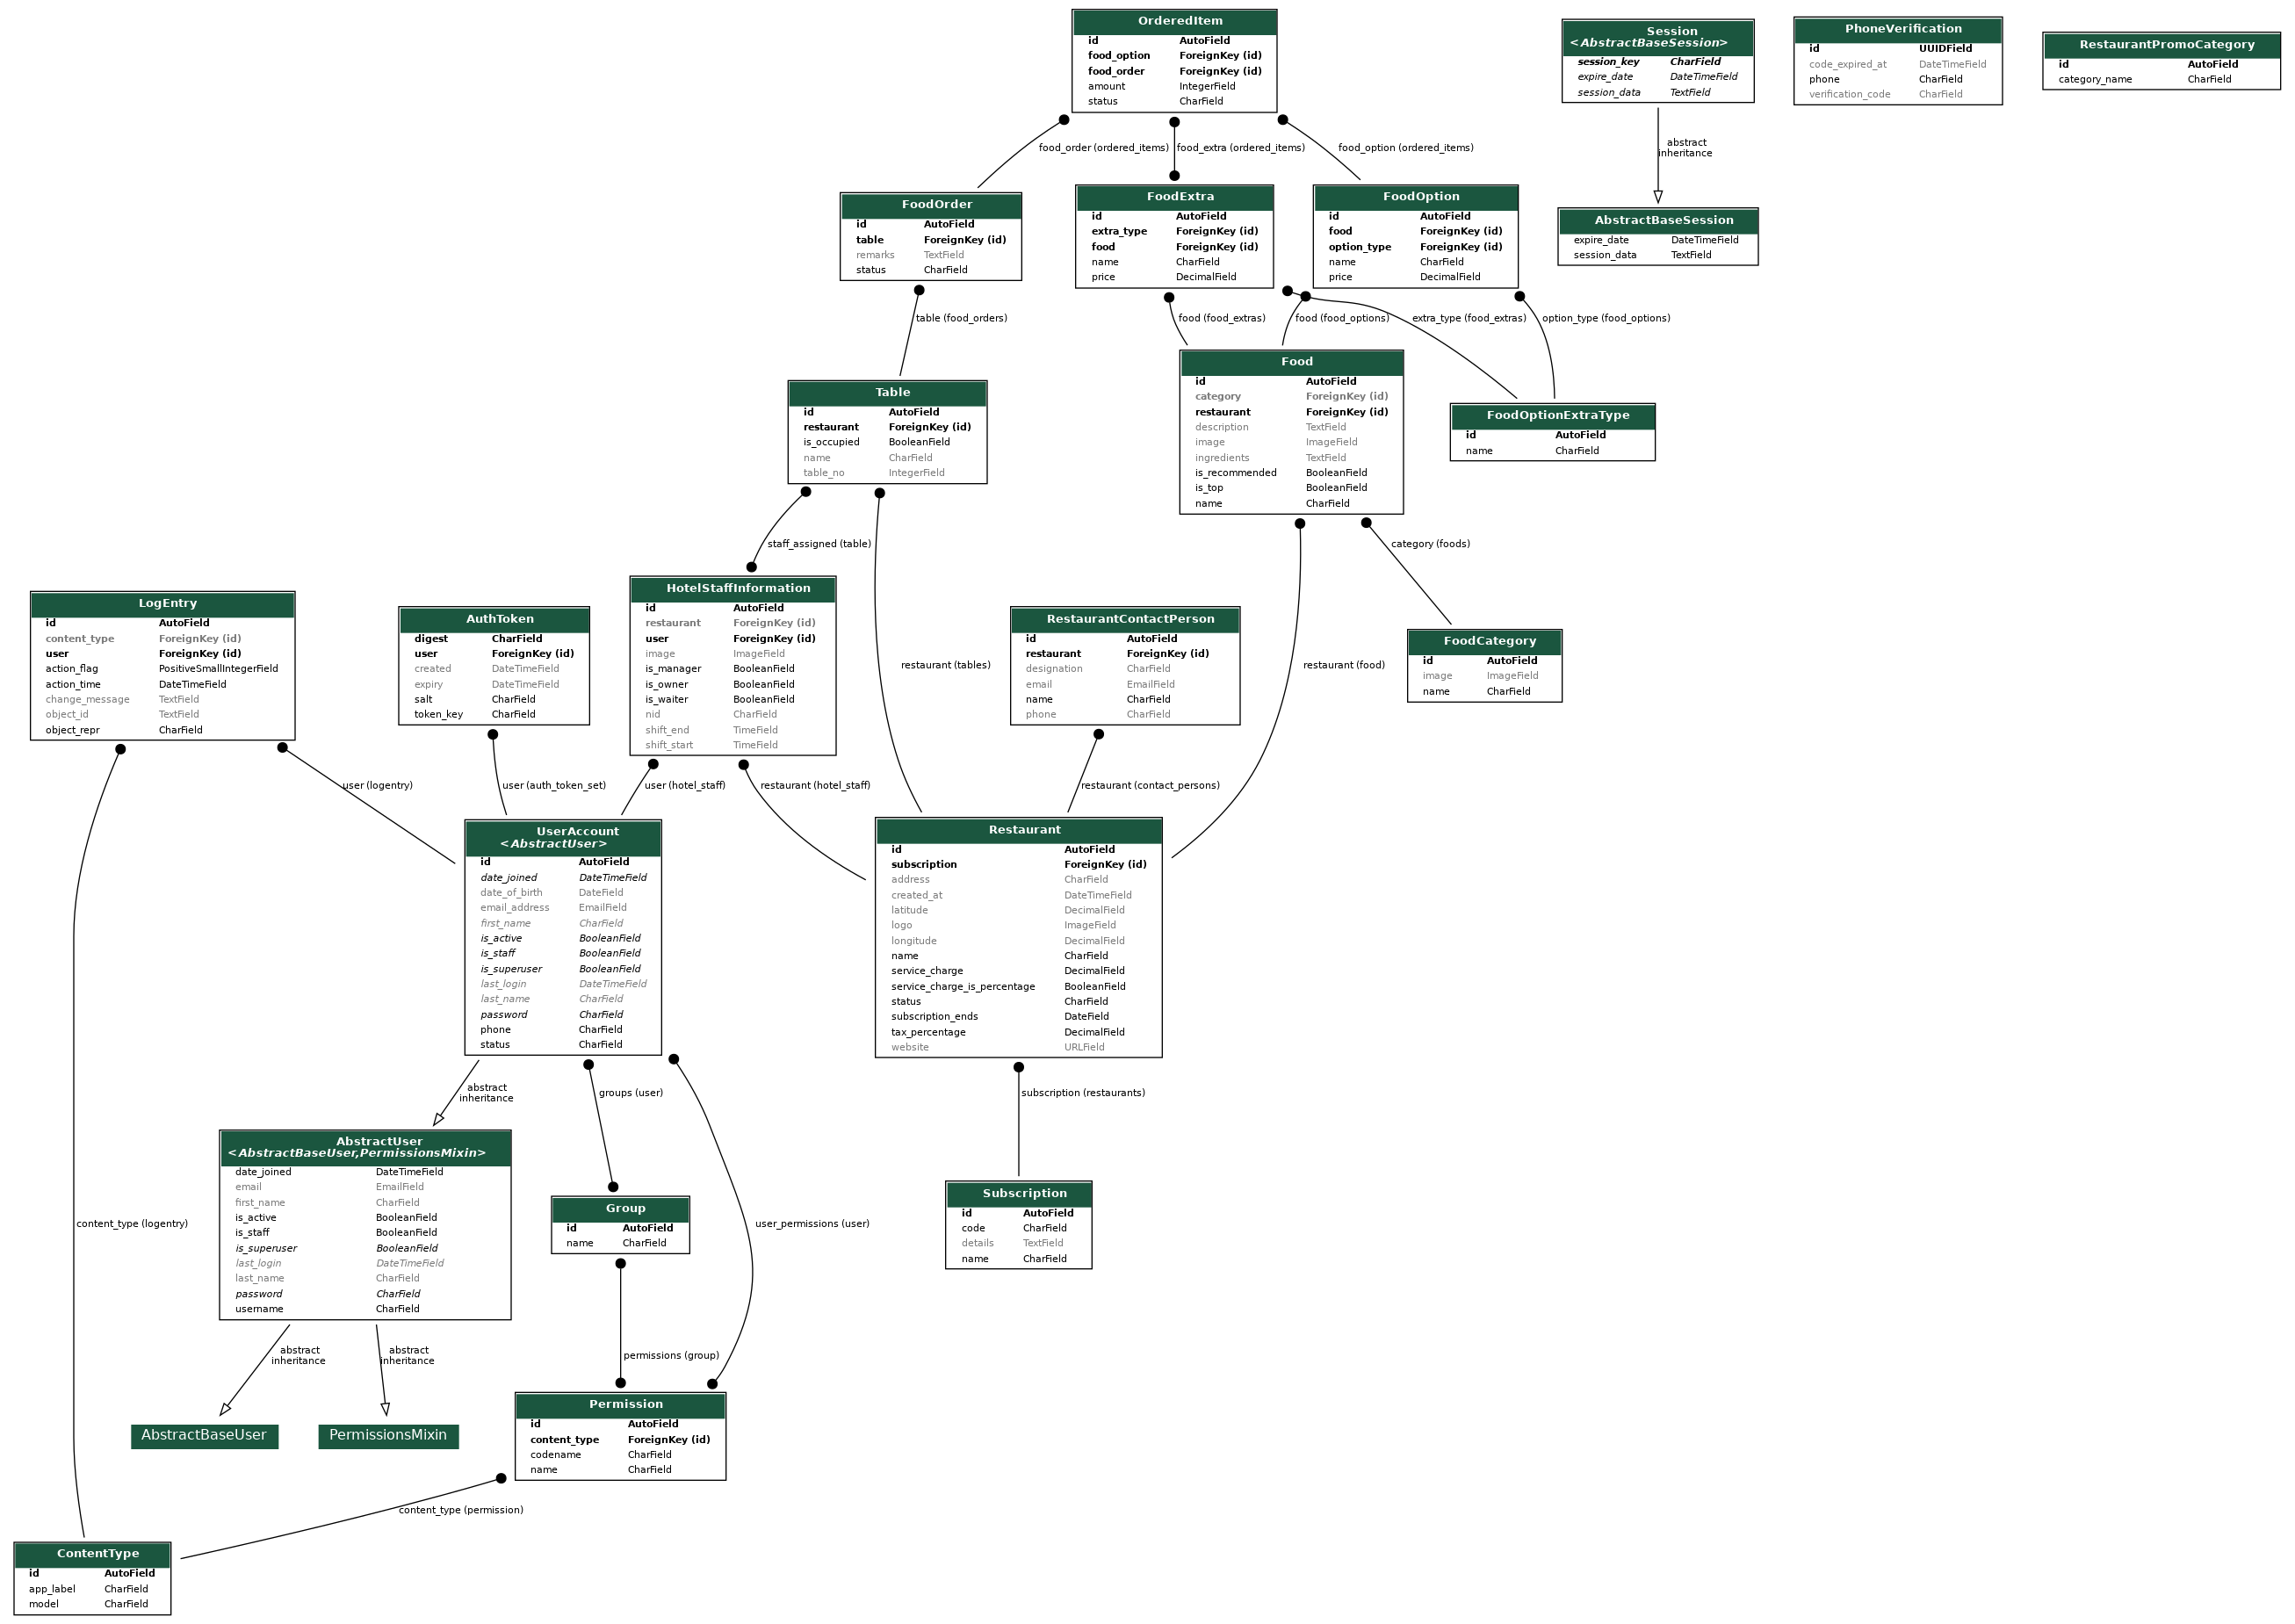 OrderedItem
id AutoField
food_option ForeignKey (id)
food_order ForeignKey (id)
amount IntegerField
status CharField
Session
<AbstractBaseSession>
session_key CharField
expire_date DateTimeField
session_data TextField
PhoneVerification
id UUIDField
code_expired_at DateTimeField
phone CharField
verification_code CharField
RestaurantPromoCategory
id AutoField
category_name CharField
food_order (ordered_items)
food_extra (ordered_items)
food_option (ordered_items)
abstract
inheritance
FoodOrder
id AutoField
table ForeignKey (id)
remarks TextField
status CharField
FoodExtra
id AutoField
extra_type ForeignKey (id)
food ForeignKey (id)
name CharField
price DecimalField
FoodOption
id AutoField
food ForeignKey (id)
option_type ForeignKey (id)
name CharField
price DecimalField
AbstractBaseSession
expire_date DateTimeField
session_data TextField
table (food_orders)
food (food_extras)
food (food_options)
extra_type (food_extras)
option_type (food_options)
Table
id AutoField
restaurant ForeignKey (id)
is_occupied BooleanField
name CharField
table_no IntegerField
Food
id AutoField
category ForeignKey (id)
restaurant ForeignKey (id)
description TextField
image ImageField
ingredients TextField
is_recommended BooleanField
is_top BooleanField
name CharField
FoodOptionExtraType
id AutoField
name CharField
staff_assigned (table)
category (foods)
LogEntry
id AutoField
content_type ForeignKey (id)
user ForeignKey (id)
action_flag PositiveSmallIntegerField
action_time DateTimeField
change_message TextField
object_id TextField
object_repr CharField
AuthToken
digest CharField
user ForeignKey (id)
created DateTimeField
expiry DateTimeField
salt CharField
token_key CharField
HotelStaffInformation
id AutoField
restaurant ForeignKey (id)
user ForeignKey (id)
image ImageField
is_manager BooleanField
is_owner BooleanField
is_waiter BooleanField
nid CharField
shift_end TimeField
shift_start TimeField
restaurant (tables)
RestaurantContactPerson
id AutoField
restaurant ForeignKey (id)
designation CharField
email EmailField
name CharField
phone CharField
restaurant (food)
FoodCategory
id AutoField
image ImageField
name CharField
user (logentry)
user (auth_token_set)
user (hotel_staff)
restaurant (hotel_staff)
restaurant (contact_persons)
UserAccount
<AbstractUser>
id AutoField
date_joined DateTimeField
date_of_birth DateField
email_address EmailField
first_name CharField
is_active BooleanField
is_staff BooleanField
is_superuser BooleanField
last_login DateTimeField
last_name CharField
password CharField
phone CharField
status CharField
Restaurant
id AutoField
subscription ForeignKey (id)
address CharField
created_at DateTimeField
latitude DecimalField
logo ImageField
longitude DecimalField
name CharField
service_charge DecimalField
service_charge_is_percentage BooleanField
status CharField
subscription_ends DateField
tax_percentage DecimalField
website URLField
abstract
inheritance
groups (user)
subscription (restaurants)
AbstractUser
<AbstractBaseUser,PermissionsMixin>
date_joined DateTimeField
email EmailField
first_name CharField
is_active BooleanField
is_staff BooleanField
is_superuser BooleanField
last_login DateTimeField
last_name CharField
password CharField
username CharField
content_type (logentry)
Group
id AutoField
name CharField
user_permissions (user)
Subscription
id AutoField
code CharField
details TextField
name CharField
abstract
inheritance
abstract
inheritance
permissions (group)
AbstractBaseUser
PermissionsMixin
Permission
id AutoField
content_type ForeignKey (id)
codename CharField
name CharField
content_type (permission)
ContentType
id AutoField
app_label CharField
model CharField